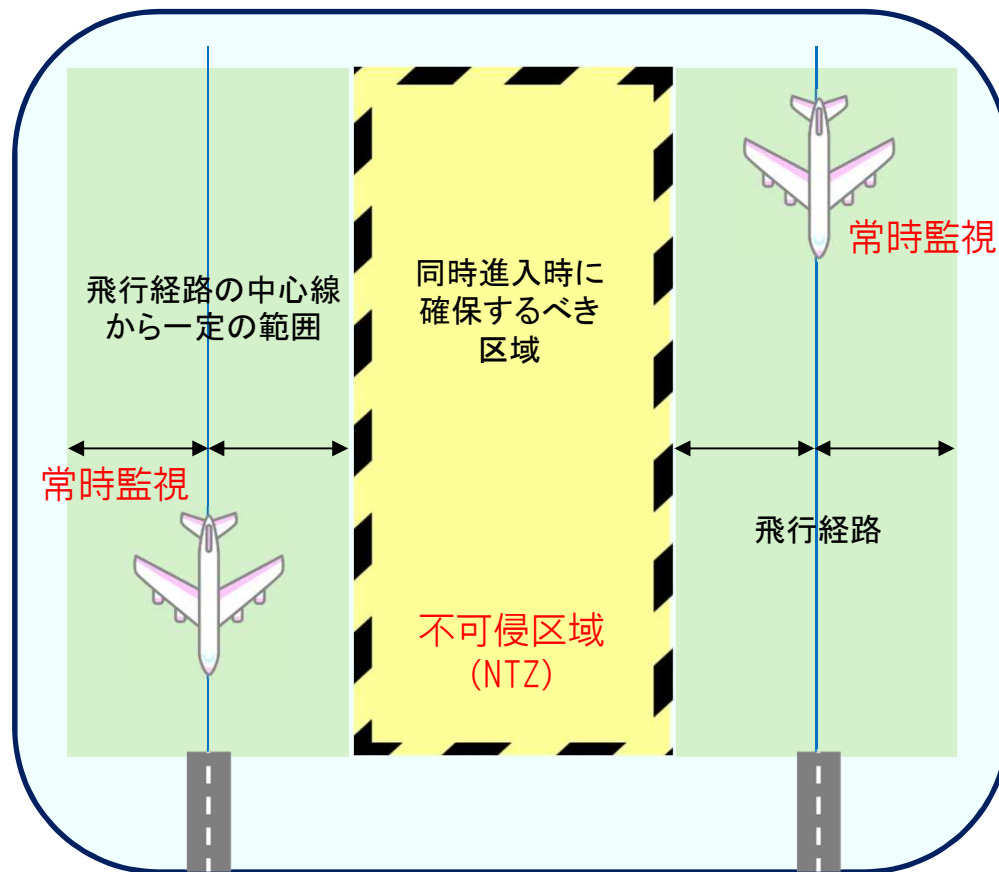 常時監視
飛行経路の中心線
から一定の範囲
同時進入時に
確保するべき
区域
常時監視
飛行経路
不可侵区域
(NTZ)